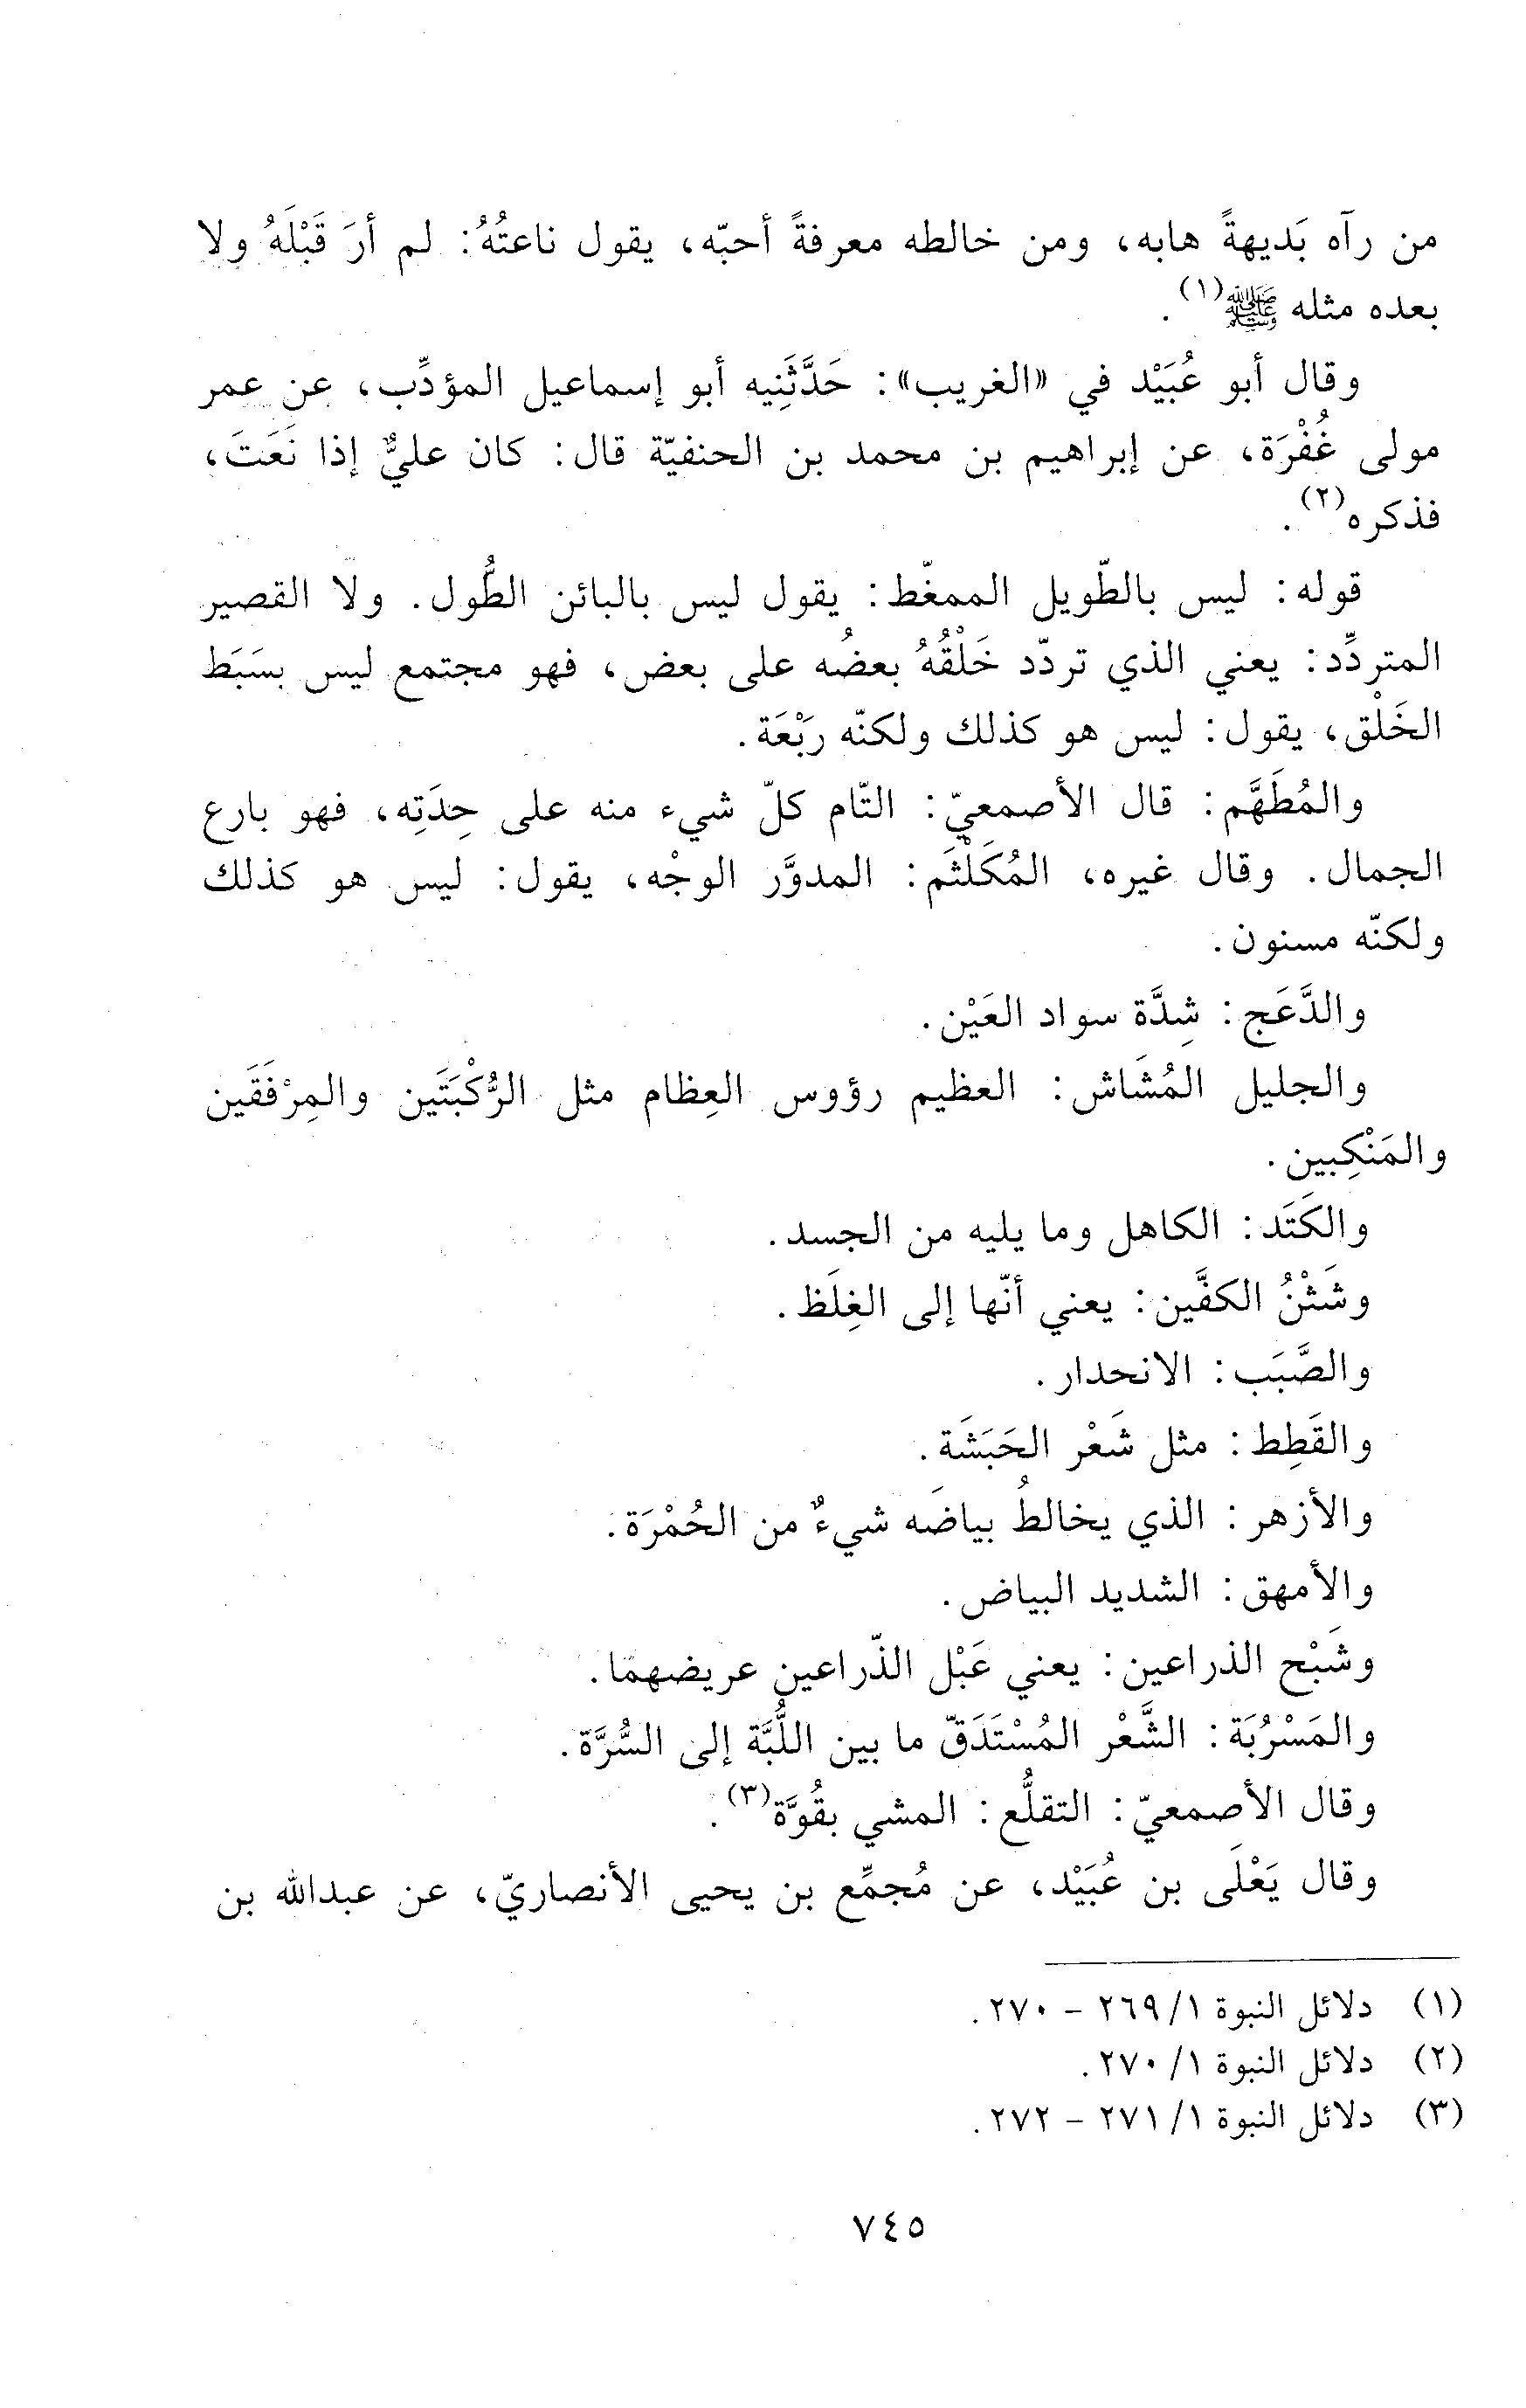 من رآه بَديهةً هابه، ومن خالطه معرفةً أحبّه، يقول ناعتُهُ: لم أرَ قَبْلَهُ ولا
بعده مثله ﷺ(١).
وقال أبو عُبَيْد في «الغريب»: حَدَّثَنِيه أبو إسماعيل المؤدِّب، عن عمر
مولى غُفْرَة، عن إبراهيم بن محمد بن الحنفيّة قال: كان عليٌّ إذا نَعَتَ،
فذكره(٢).
قوله: ليس بالطّويل الممغّط: يقول ليس بالبائن الطُّول. ولا القصير
المتردِّد: يعني الذي تردّد خَلْقُهُ بعضُه على بعض، فهو مجتمع ليس بسَبَط
الخَلْق، يقول: ليس هو كذلك ولكنّه رَبْعَة.
والمُطَهَّم: قال الأصمعيّ: التّام كلّ شيء منه على حِدَتِه، فهو بارع
الجمال. وقال غيره، المُكَلْثَم: المدوَّر الوجْه، يقول: ليس هو كذلك
ولكنّه مسنون.
والدَّعَج: شِدَّة سواد العَيْن.
والجليل المُشَاش: العظيم رؤوس العِظام مثل الرُّكْبَتَين والمِرْفَقَين
والمَنْكِبين.
والكَتَد: الكاهل وما يليه من الجسد.
وشَثْنُ الكفَّين: يعني أنّها إلى الغِلَظ.
والصَّبَب: الانحدار.
والقَطِط: مثل شَعْر الحَبَشَة.
والأزهر: الذي يخالطُ بياضَه شيءٌ من الحُمْرَة.
والأمهق: الشديد البياض.
وشَبْح الذراعين: يعني عَبْل الذّراعين عريضهما.
والمَسْرُبَة: الشَّعْر المُسْتَدَقّ ما بين اللُّبَّة إلى السُّرَّة.
وقال الأصمعيّ: التقلُّع: المشي بقُوَّة(٣).
وقال يَعْلَى بن عُبَيْد، عن مُجمِّع بن يحيى الأنصاريّ، عن عبدالله بن
(١) دلائل النبوة ١/ ٢٦٩ - ٢٧٠.
(٢) دلائل النبوة ١/ ٢٧٠.
(٣) دلائل النبوة ١/ ٢٧١ - ٢٧٢.
٧٤٥